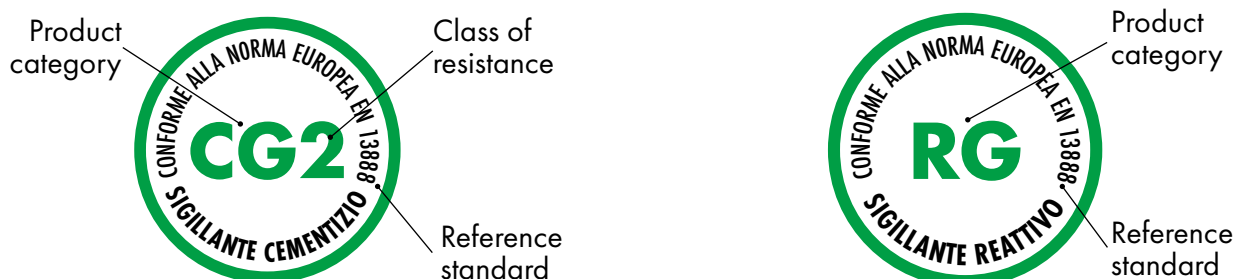 Product
category
Class of
resistance
CONFORME ALLA NORMA EUROPEA EN 13888
CG2
SIGILLANTE CEMENTIZIO
Reference
standard
Product
category
CONFORME ALLA NORMA EUROPEA EN 13888
RG
SIGILLANTE REATTIVO
Reference
standard